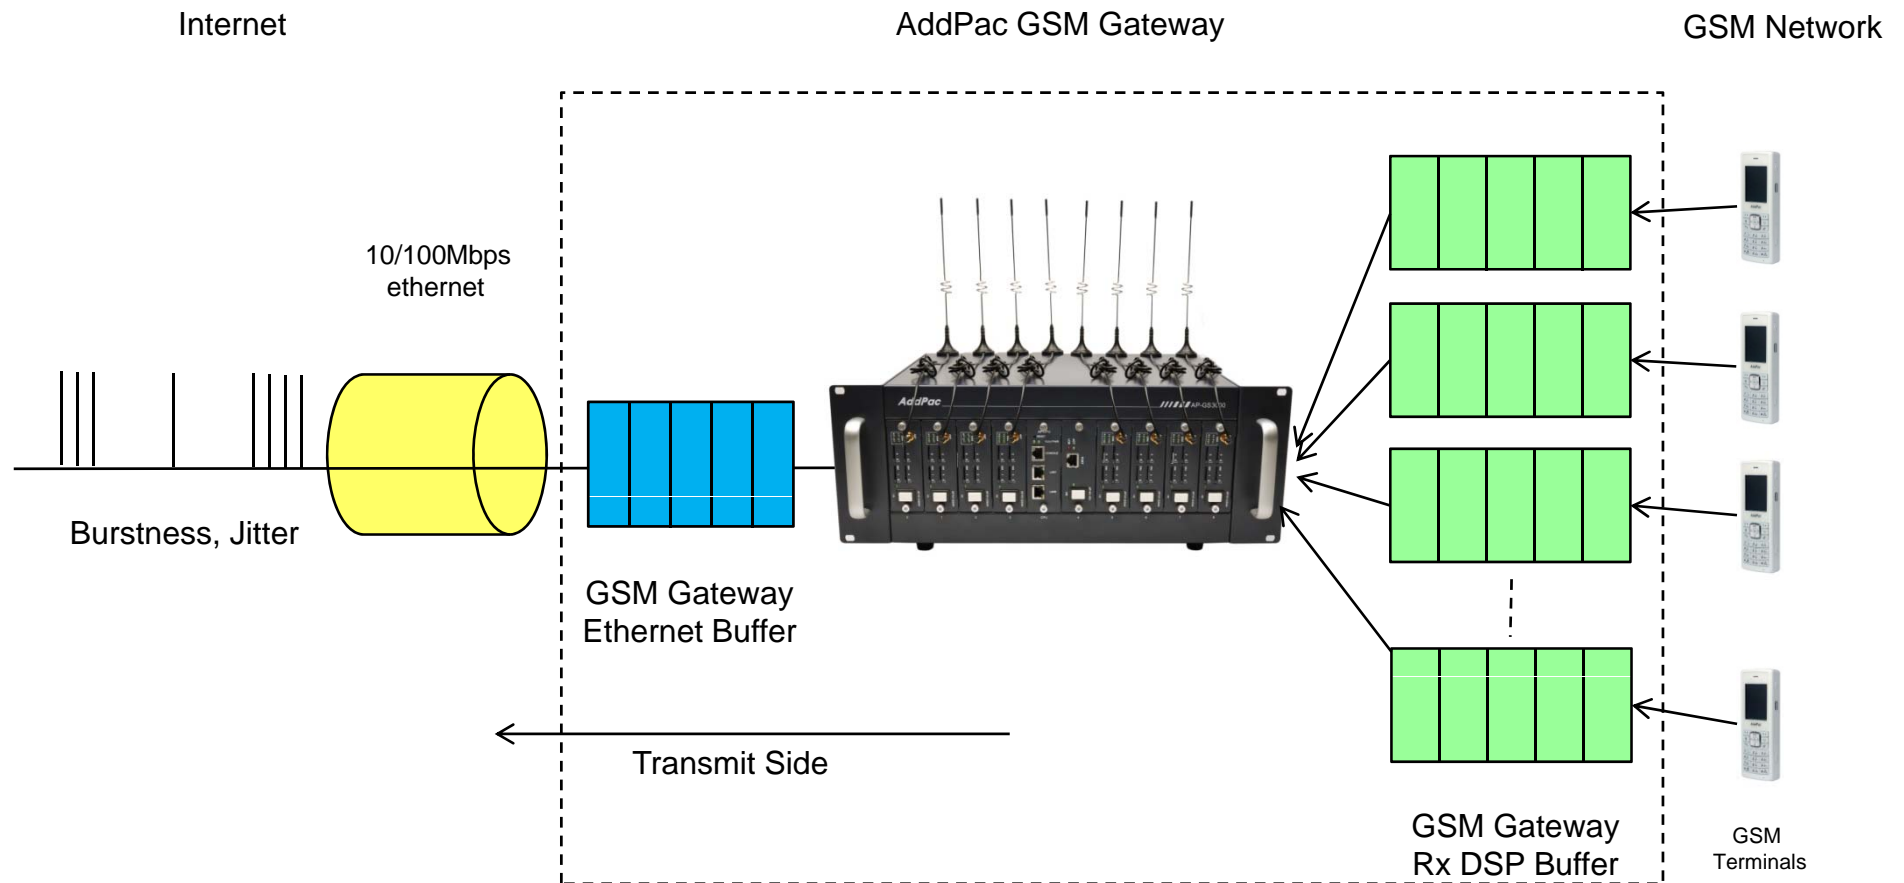 Internet
AddPac GSM Gateway
GSM Network
10/100Mbps
ethernet
AddPac
Burstness, Jitter
GSM Gateway
Ethernet Buffer
Transmit Side
GSM Gateway
Rx DSP Buffer
GSM
Terminals